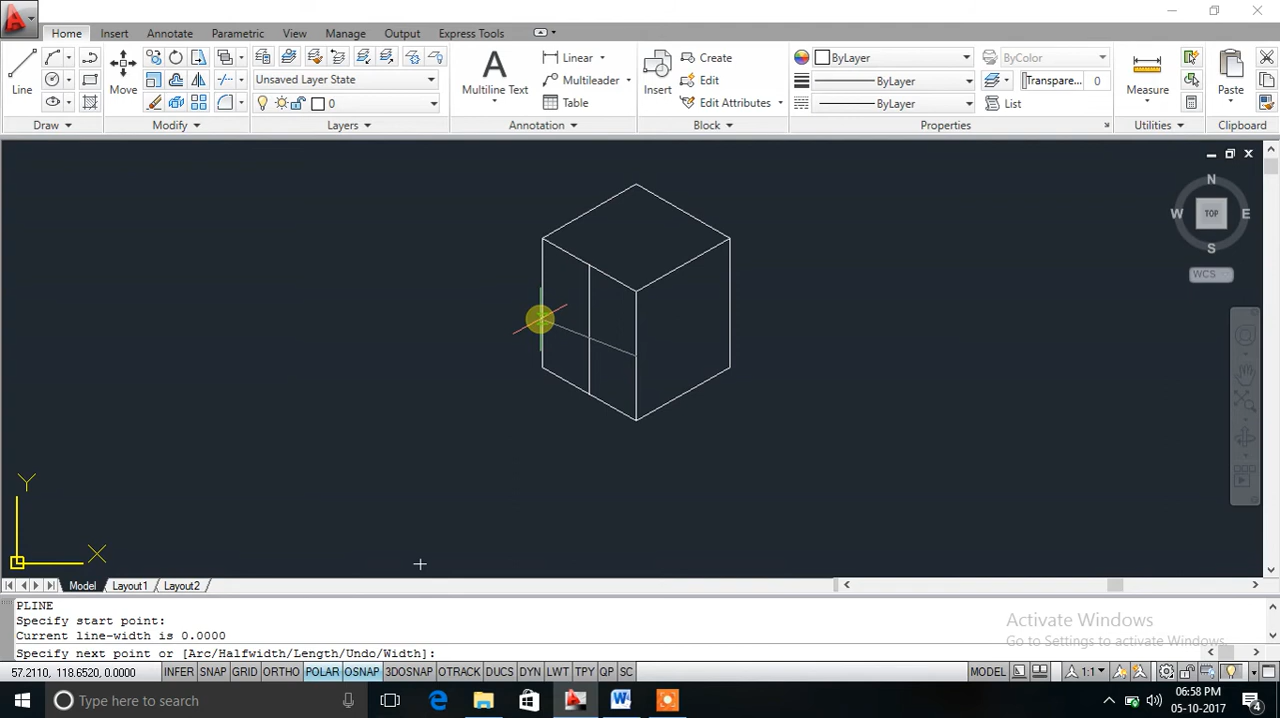 Home Insert Annotate Parametric View Manage Output Express Tools
Line Move Unsaved Layer State 0 Multiline Text Linear Multileader Table Insert Create Edit Edit Attributes ByLayer ByLayer ByLayer ByColor Transpare... 0 List Measure Paste
Draw Modify Layers Annotation Block Properties Utilities Clipboard
N
W TOP E
S
WCS
Y
X
Model Layout1 Layout2
PLINE
Specify start point:
Current line-width is 0.0000
Specify next point or [Arc/Halfwidth/Length/Undo/Width]:
Activate Windows
Go to Settings to activate Windows.
57.2110, 118.6520, 0.0000 INFER SNAP GRID ORTHO POLAR OSNAP 3DOSNAP OTRACK DUCS DYN LWT TPY QP SC MODEL 1:1
Type here to search
06:58 PM
05-10-2017
4